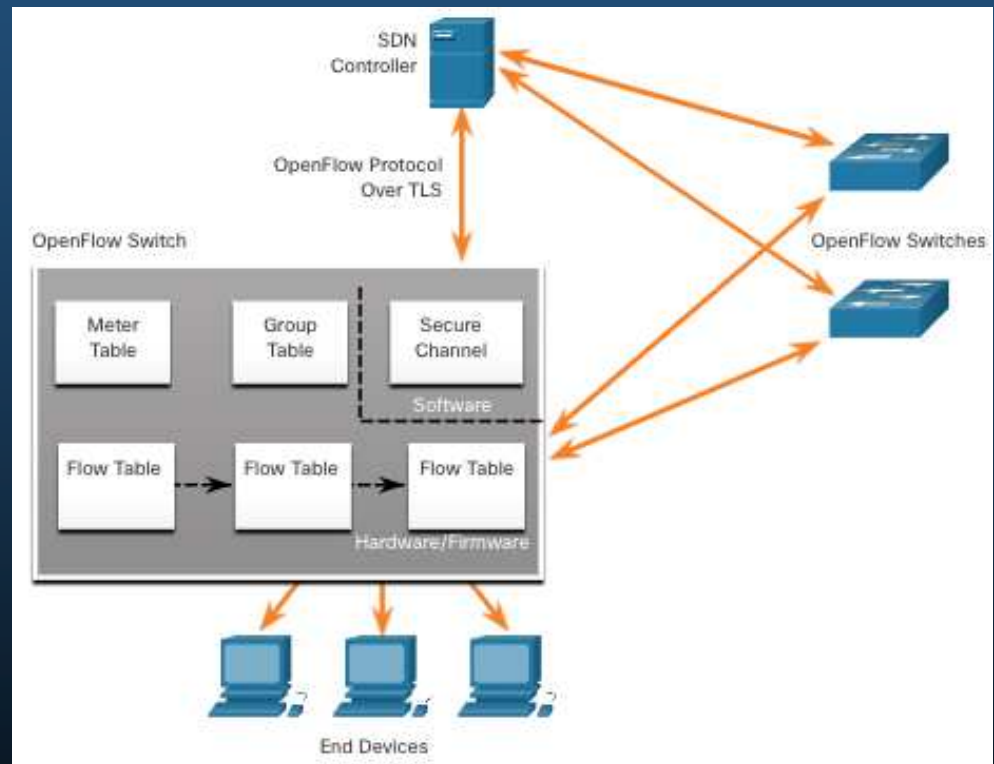 SDN
Controller
OpenFlow Protocol
Over TLS
OpenFlow Switch
OpenFlow Switches
Meter
Table
Group
Table
Secure
Channel
Software
Flow Table
Flow Table
Flow Table
Hardware/Firmware
End Devices